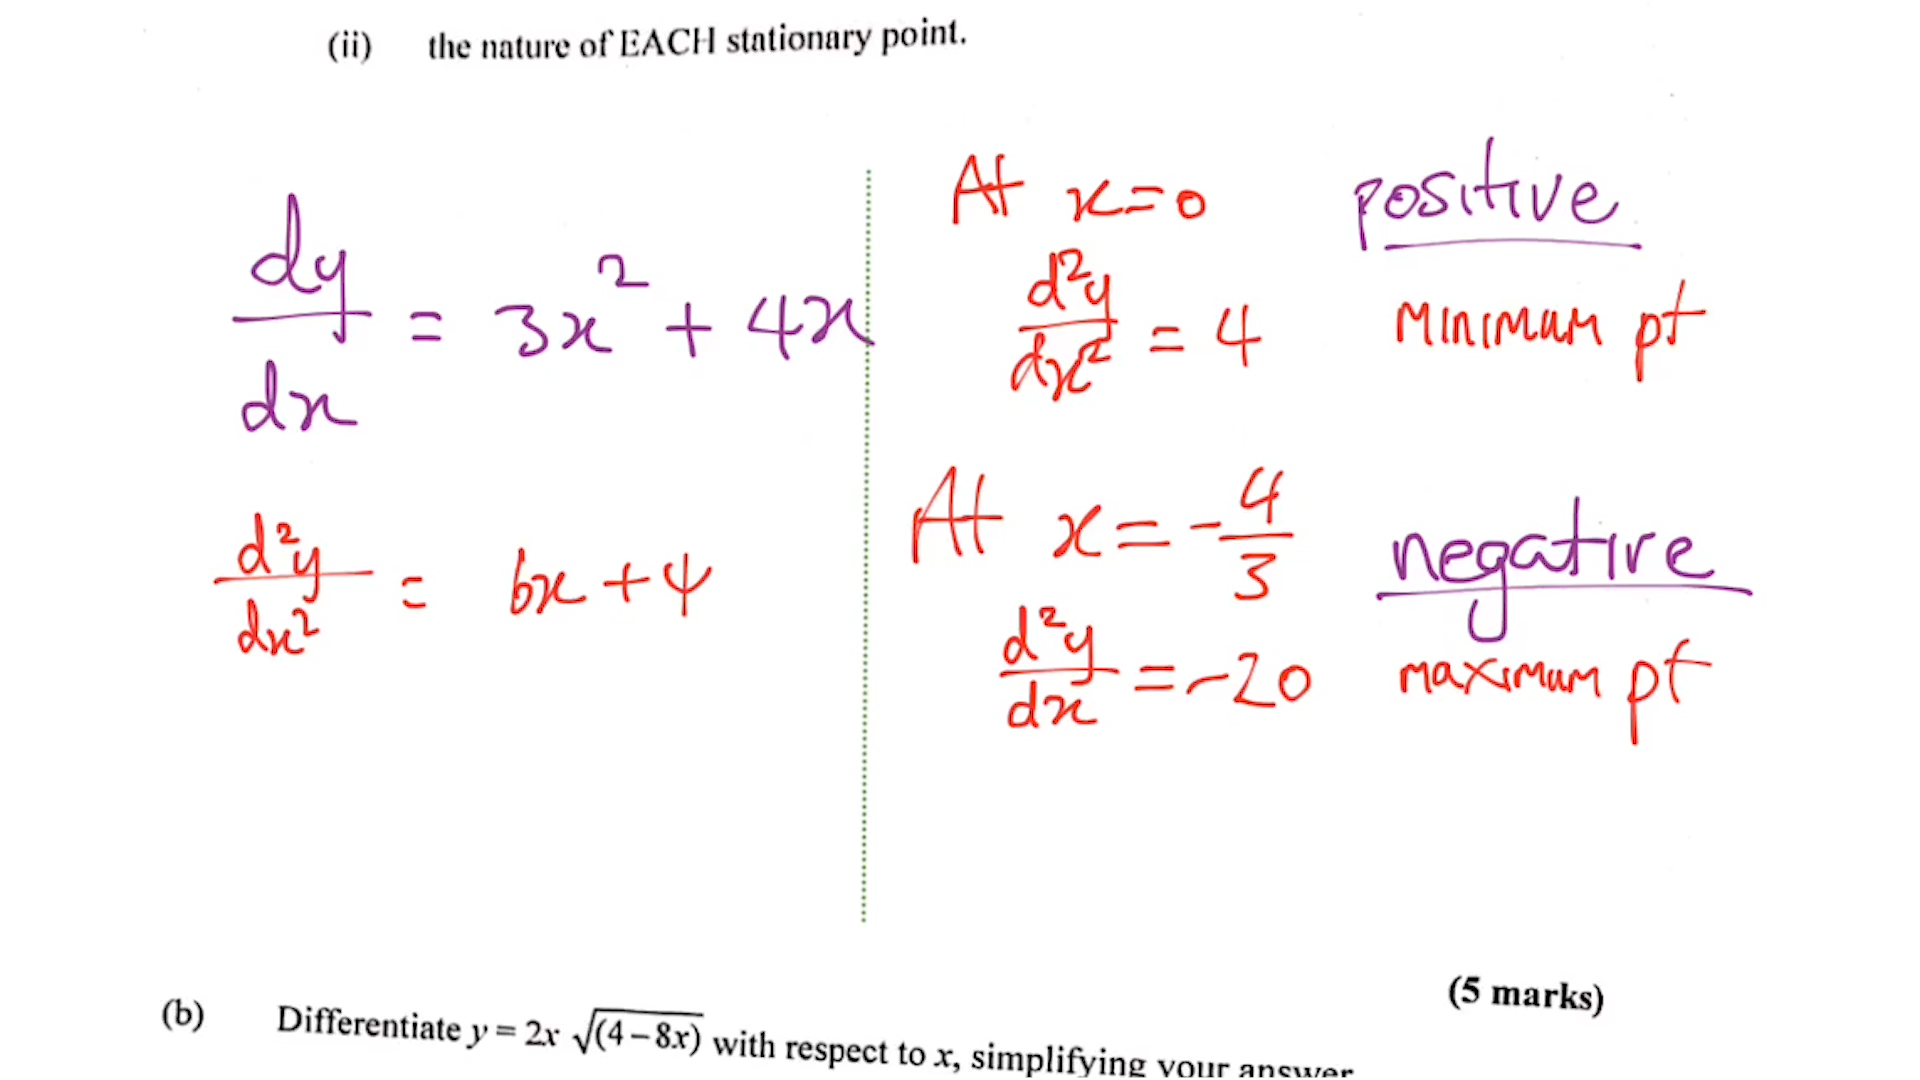 (ii) the nature of EACH stationary point.
dy/dx = 3x² + 4x
d²y/dx² = 6x + 4
At x = 0 positive
d²y/dx² = 4 minimum pt
At x = -4/3 negative
d²y/dx = -20 maximum pt
(5 marks)
(b) Differentiate y = 2x √(4 – 8x) with respect to x, simplifying your answer